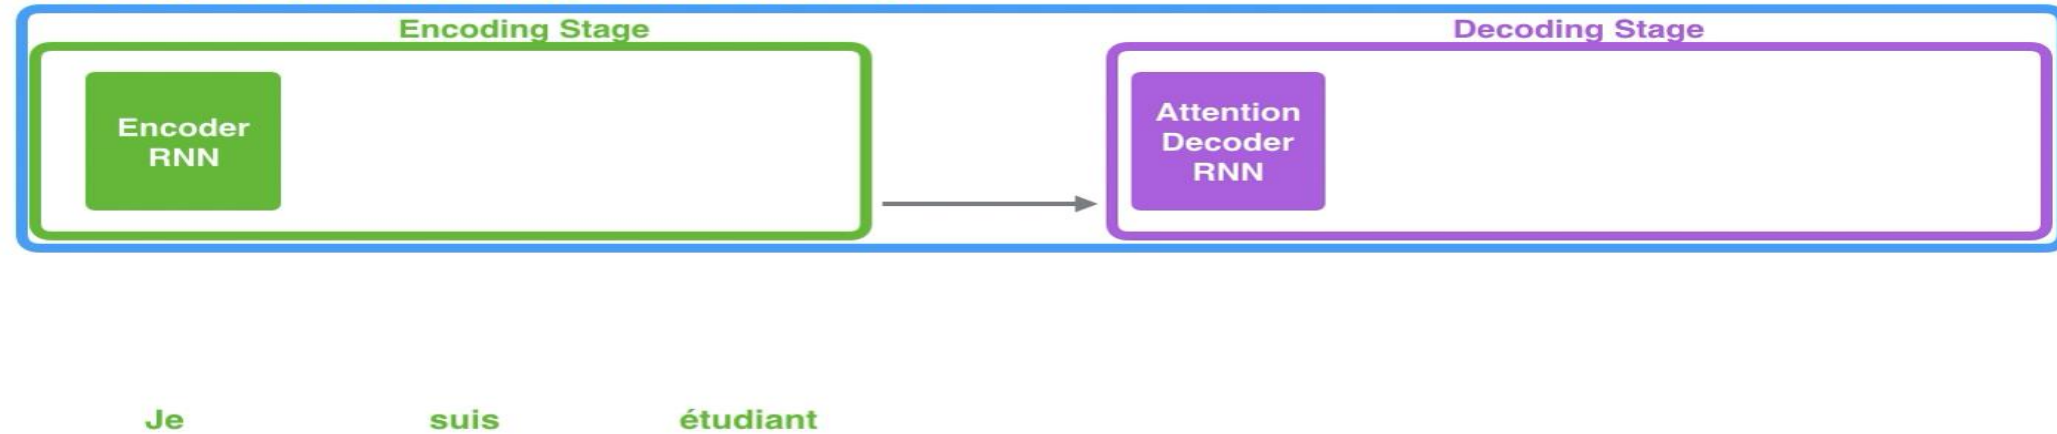 Encoding Stage
Decoding Stage
Encoder
RNN
Attention
Decoder
RNN
Je suis étudiant